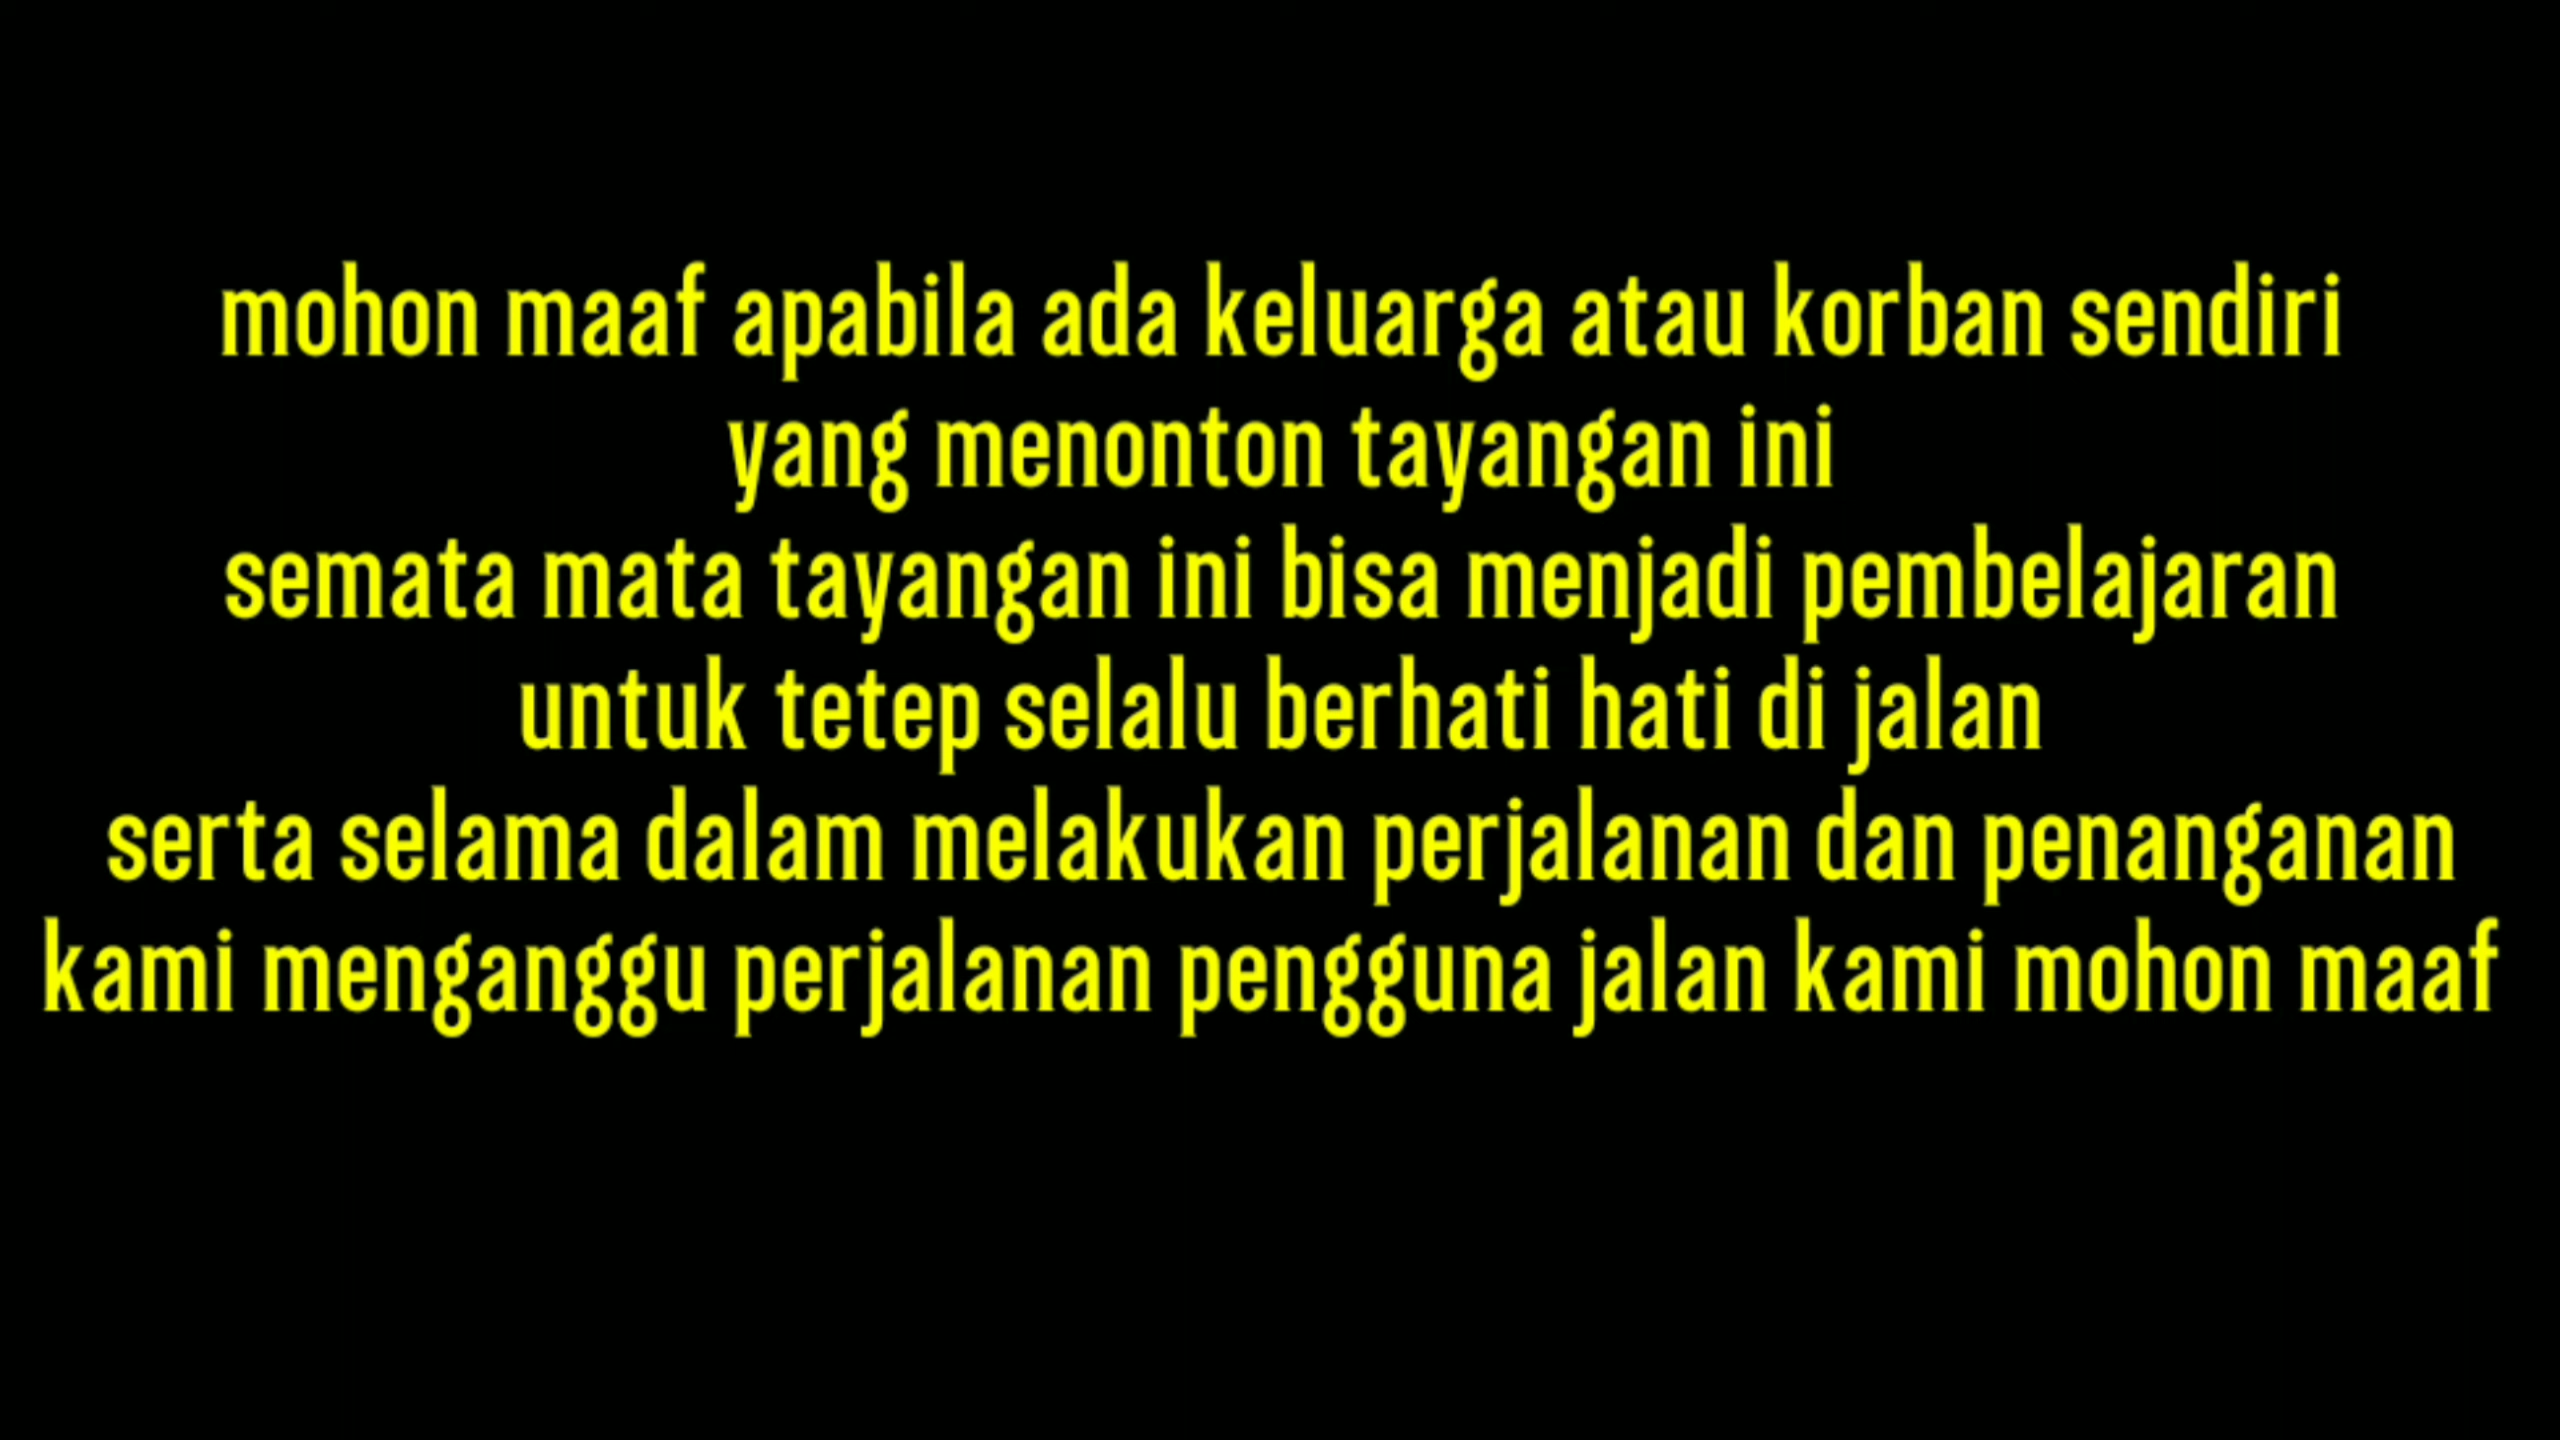 mohon maaf apabila ada keluarga atau korban sendiri
yang menonton tayangan ini
semata mata tayangan ini bisa menjadi pembelajaran
untuk tetep selalu berhati hati di jalan
serta selama dalam melakukan perjalanan dan penanganan
kami menganggu perjalanan pengguna jalan kami mohon maaf